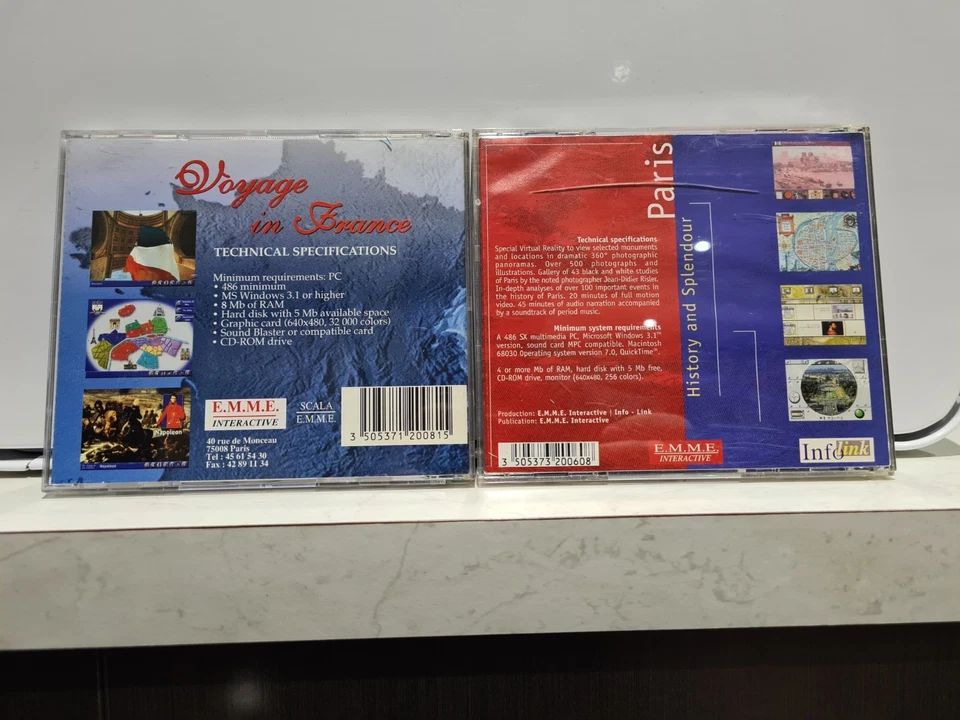 Voyage
in France
TECHNICAL SPECIFICATIONS
Minimum requirements: PC
• 486 minimum
• MS Windows 3.1 or higher
• 8 Mb of RAM
• Hard disk with 5 Mb available space
• Graphic card (640x480, 32 000 colors)
• Sound Blaster or compatible card
• CD-ROM drive
Napoleon
E.M.M.E.
INTERACTIVE
SCALA
E.M.M.E.
40 rue de Monceau
75008 Paris
Tel : 45 61 54 30
Fax : 42 89 11 34
3 505371 200815
Paris
History and Splendour
Technical specifications
Special Virtual Reality to view selected monuments
and locations in dramatic 360° photographic
panoramas. Over 500 photographs and
illustrations. Gallery of 43 black and white studies
of Paris by the noted photographer Jean-Didier Risler.
In-depth analyses of over 100 important events in
the history of Paris. 20 minutes of full motion
video. 45 minutes of audio narration accompanied
by a soundtrack of period music.
Minimum system requirements
A 486 SX multimedia PC, Microsoft Windows 3.1™
version, sound card MPC compatible. Macintosh
68030 Operating system version 7.0, QuickTime™.
4 or more Mb of RAM, hard disk with 5 Mb free,
CD-ROM drive, monitor (640x480, 256 colors).
Production: E.M.M.E. Interactive | Info - Link
Publication: E.M.M.E. Interactive
3 505373 200608
E.M.M.E.
INTERACTIVE
Info Link